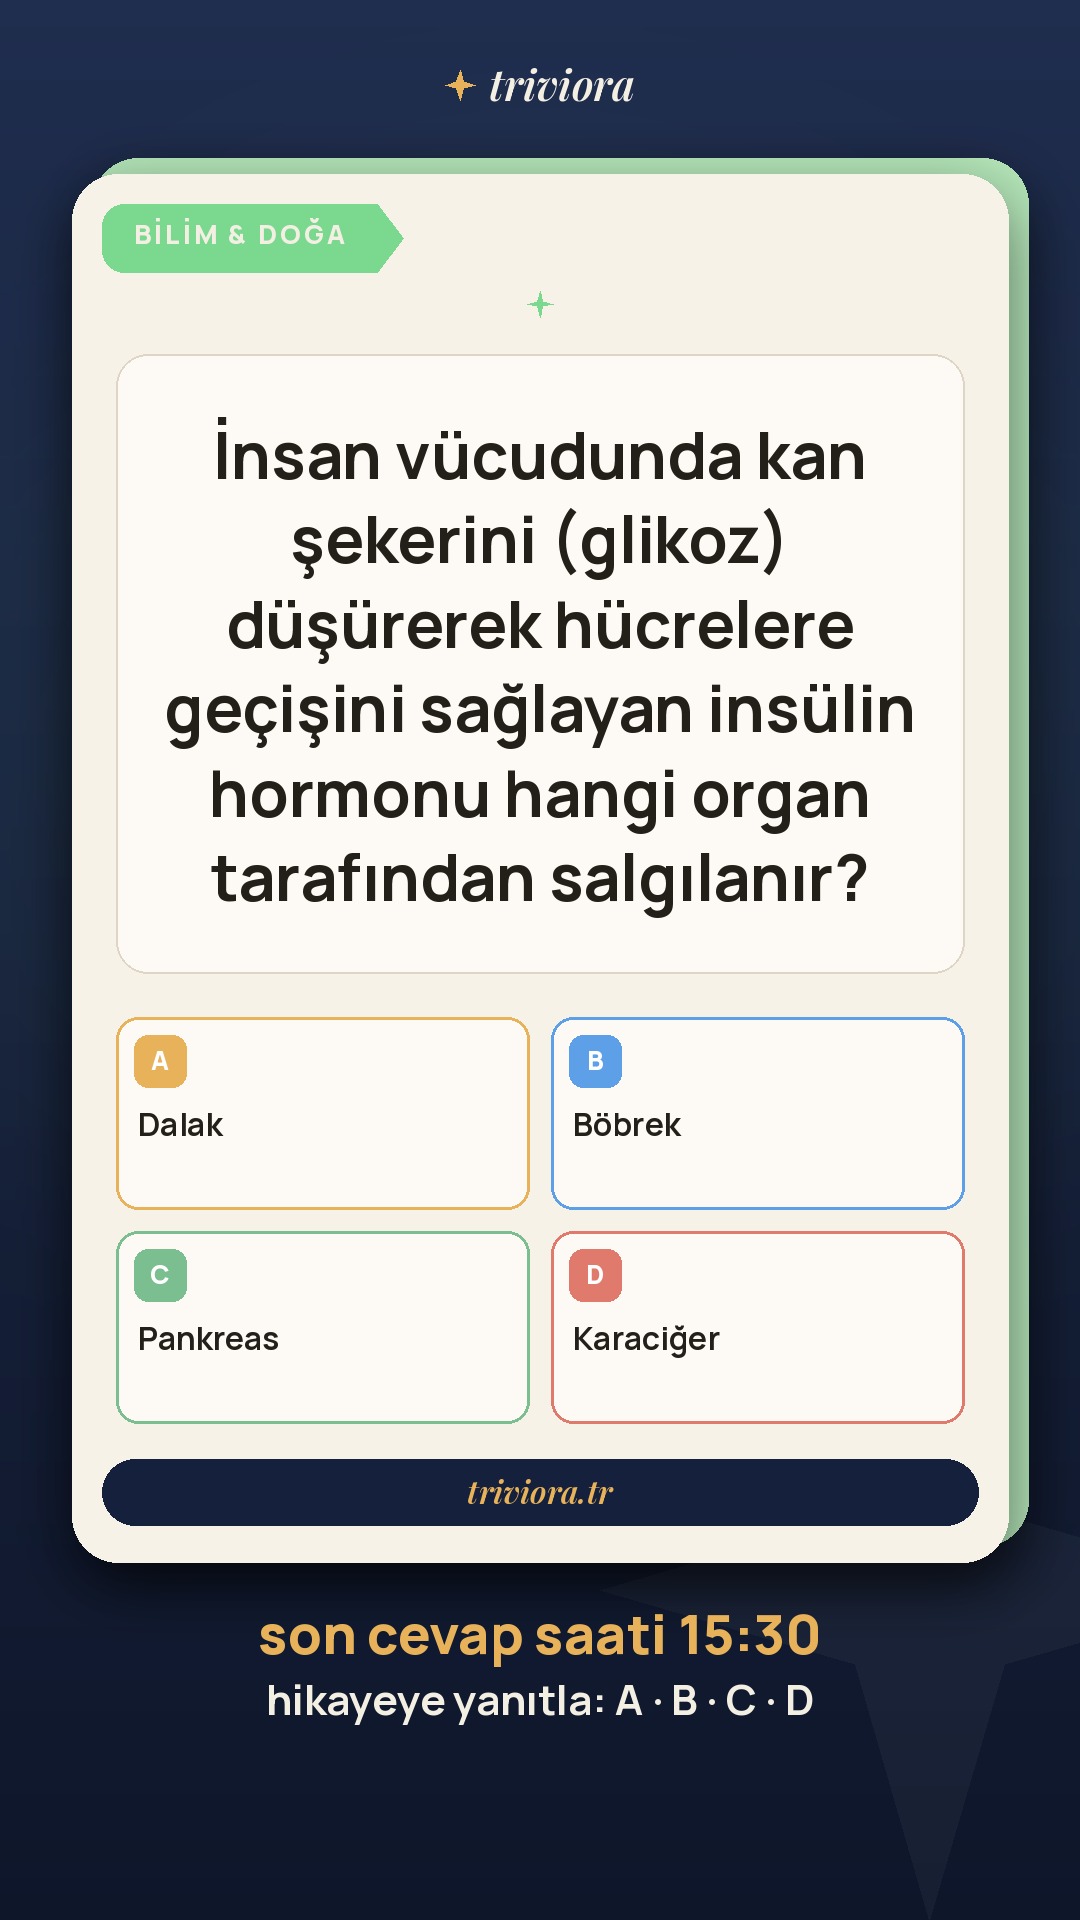 triviora
BİLİM & DOĞA
İnsan vücudunda kan
şekerini (glikoz)
düşürerek hücrelere
geçişini sağlayan insülin
hormonu hangi organ
tarafından salgılanır?
A
Dalak
B
Böbrek
C
Pankreas
D
Karaciğer
triviora.tr
son cevap saati 15:30
hikayeye yanıtla: A · B · C · D